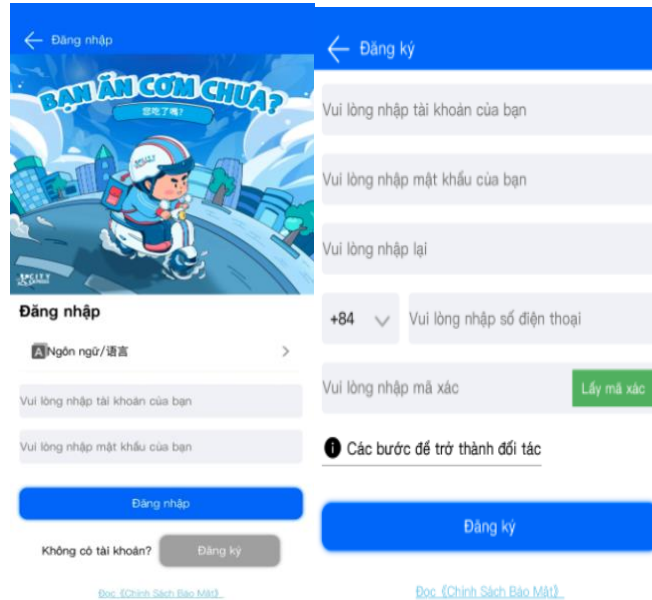 Đăng nhập
BẠN ĂN CƠM CHƯA?
您吃了嗎?
CITY
Đăng nhập
Ngôn ngữ/语言
Vui lòng nhập tài khoản của bạn
Vui lòng nhập mật khẩu của bạn
Đăng nhập
Không có tài khoản?
Đăng ký
Đọc《Chính Sách Bảo Mật》
Đăng ký
Vui lòng nhập tài khoản của bạn
Vui lòng nhập mật khẩu của bạn
Vui lòng nhập lại
+84
Vui lòng nhập số điện thoại
Vui lòng nhập mã xác
Lấy mã xác
Các bước để trở thành đối tác
Đăng ký
Đọc《Chính Sách Bảo Mật》